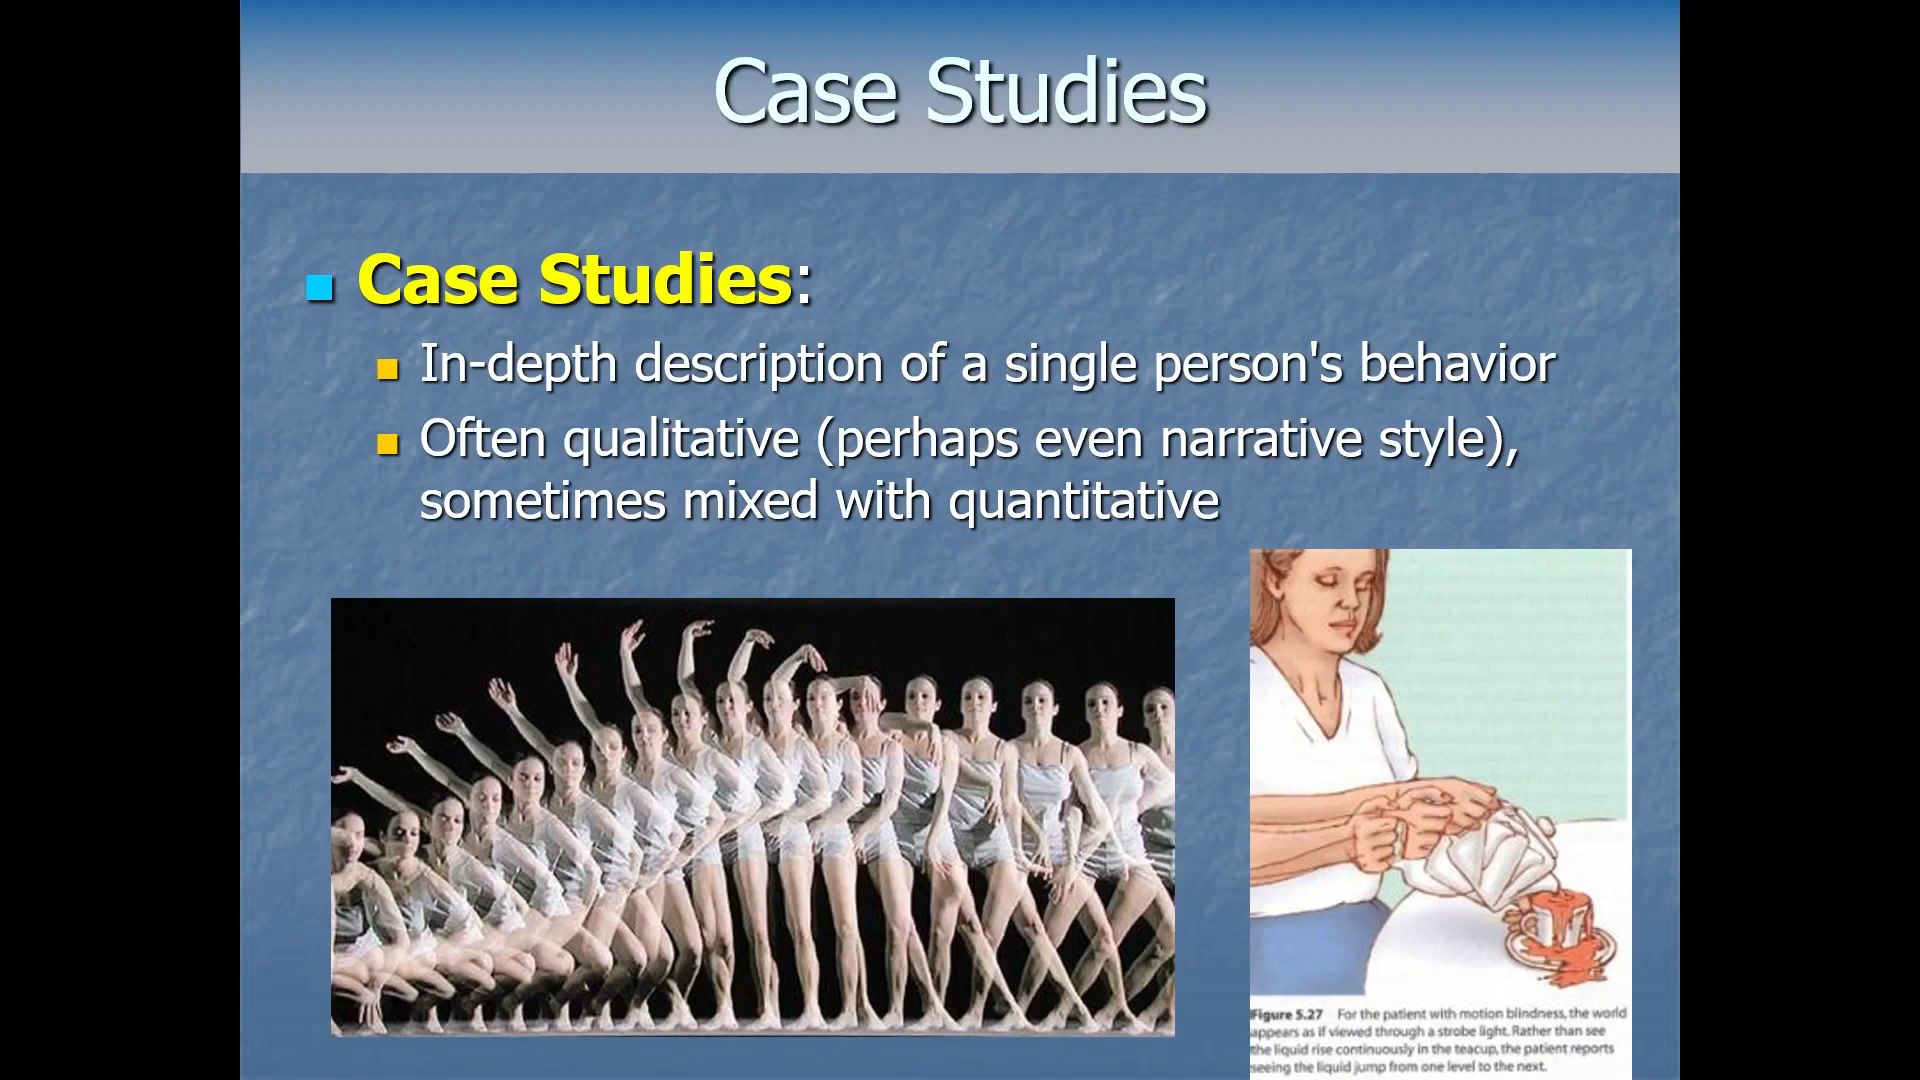 Case Studies
Case Studies:
In-depth description of a single person's behavior
Often qualitative (perhaps even narrative style),
sometimes mixed with quantitative
Figure 5.27 For the patient with motion blindness, the world
appears as if viewed through a strobe light. Rather than see
the liquid rise continuously in the teacup, the patient reports
seeing the liquid jump from one level to the next.